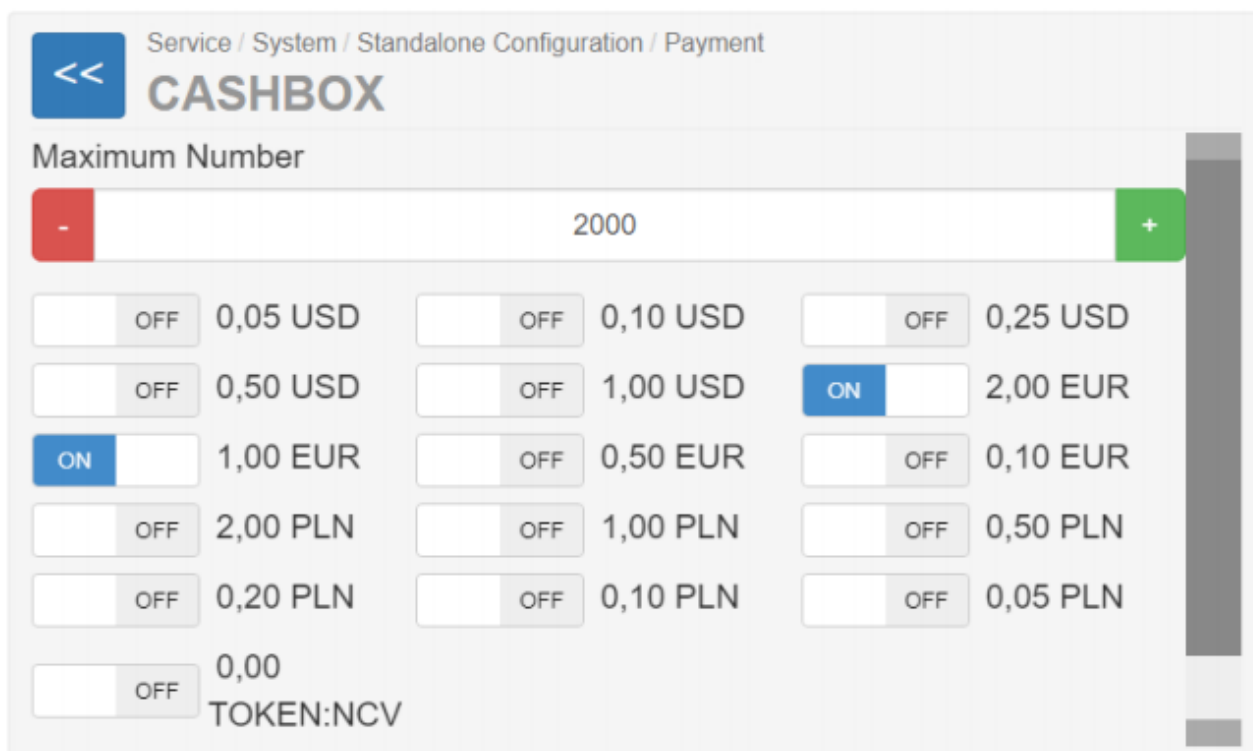 << Service / System / Standalone Configuration / Payment
CASHBOX
Maximum Number
- 2000 +
OFF 0,05 USD OFF 0,10 USD OFF 0,25 USD
OFF 0,50 USD OFF 1,00 USD ON 2,00 EUR
ON 1,00 EUR OFF 0,50 EUR OFF 0,10 EUR
OFF 2,00 PLN OFF 1,00 PLN OFF 0,50 PLN
OFF 0,20 PLN OFF 0,10 PLN OFF 0,05 PLN
OFF 0,00
TOKEN:NCV